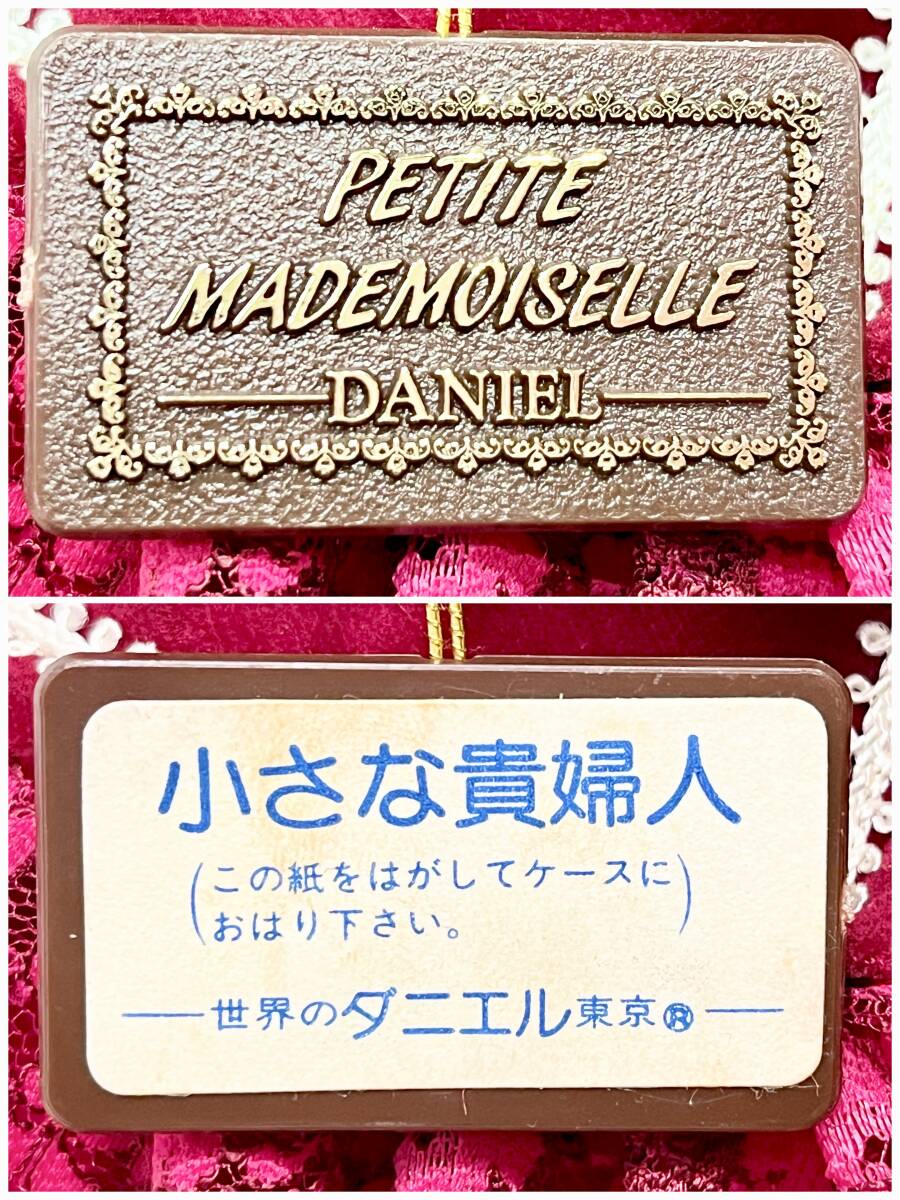 PETITE
MADEMOISELLE
DANIEL
小さな貴婦人
(この紙をはがしてケースに
おはり下さい。)
世界のダニエル東京®